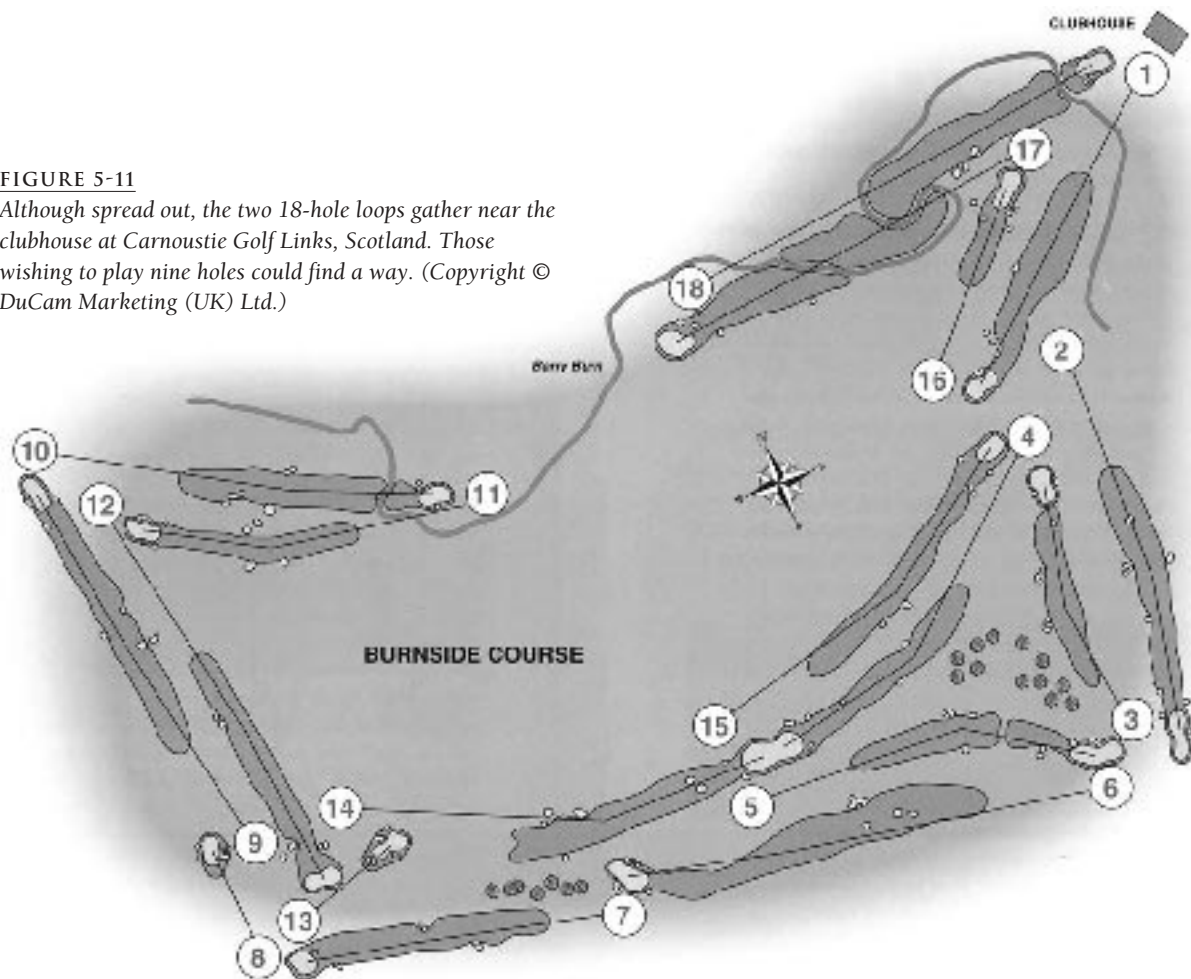 CLUBHOUSE
1
FIGURE 5-11
Although spread out, the two 18-hole loops gather near the
clubhouse at Carnoustie Golf Links, Scotland. Those
wishing to play nine holes could find a way. (Copyright ©
DuCam Marketing (UK) Ltd.)
17
18
2
Barry Burn
16
4
10
11
12
BURNSIDE COURSE
15
3
5
6
14
9
13
7
8